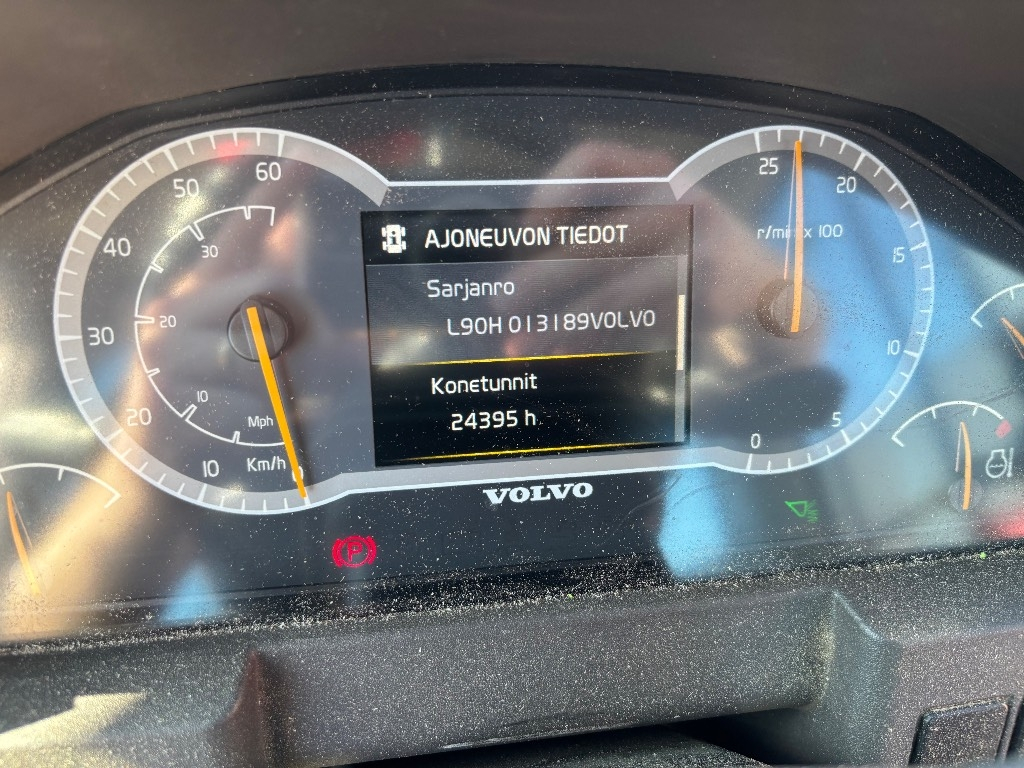 AJONEUVON TIEDOT
Sarjanro
L90H 013189VOLVO
Konetunnit
24395 h
60
50
40
30
20
10
Km/h
30
20
10
Mph
25
20
15
10
5
0
r/min x 100
VOLVO
P